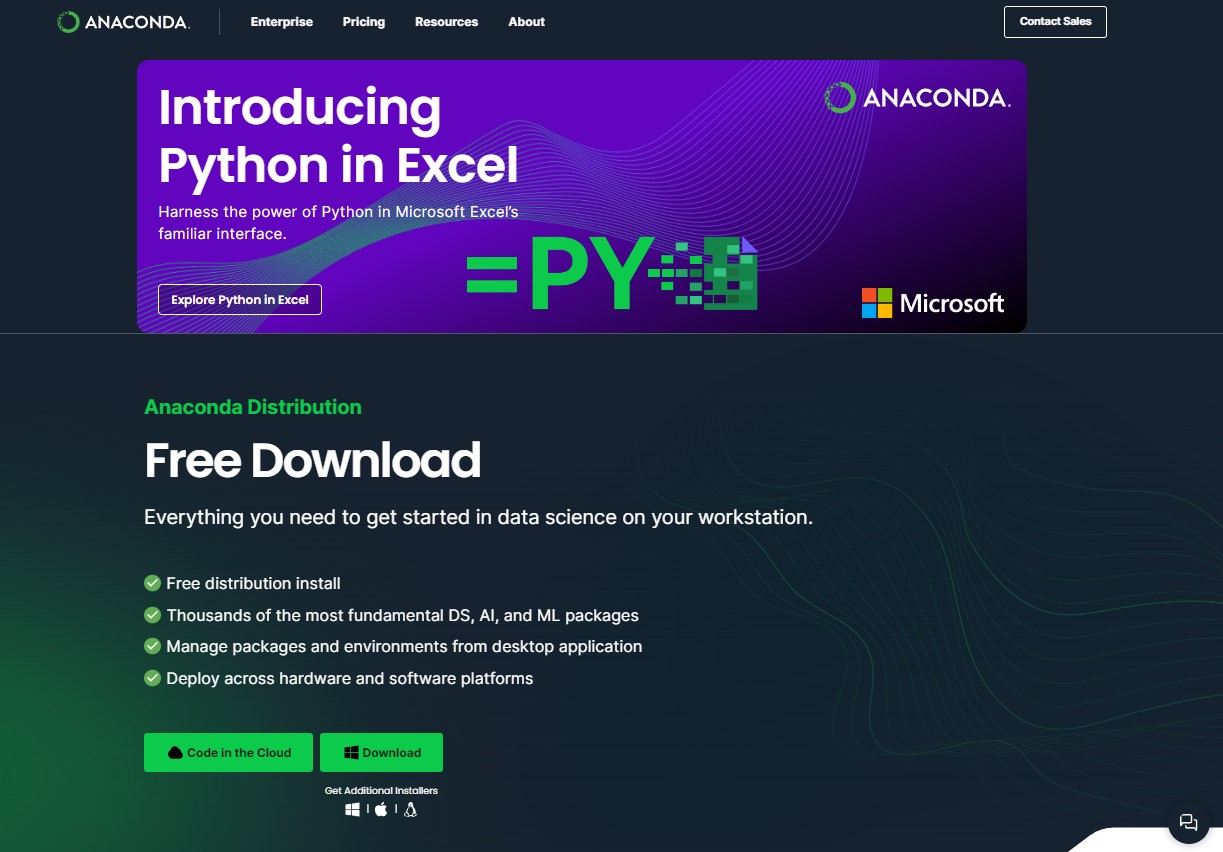 ANACONDA.
Enterprise
Pricing
Resources
About
Contact Sales
Introducing
Python in Excel
Harness the power of Python in Microsoft Excel's
familiar interface.
Explore Python in Excel
ANACONDA.
=PY
Microsoft
Anaconda Distribution
Free Download
Everything you need to get started in data science on your workstation.
Free distribution install
Thousands of the most fundamental DS, AI, and ML packages
Manage packages and environments from desktop application
Deploy across hardware and software platforms
Code in the Cloud
Download
Get Additional Installers
| |